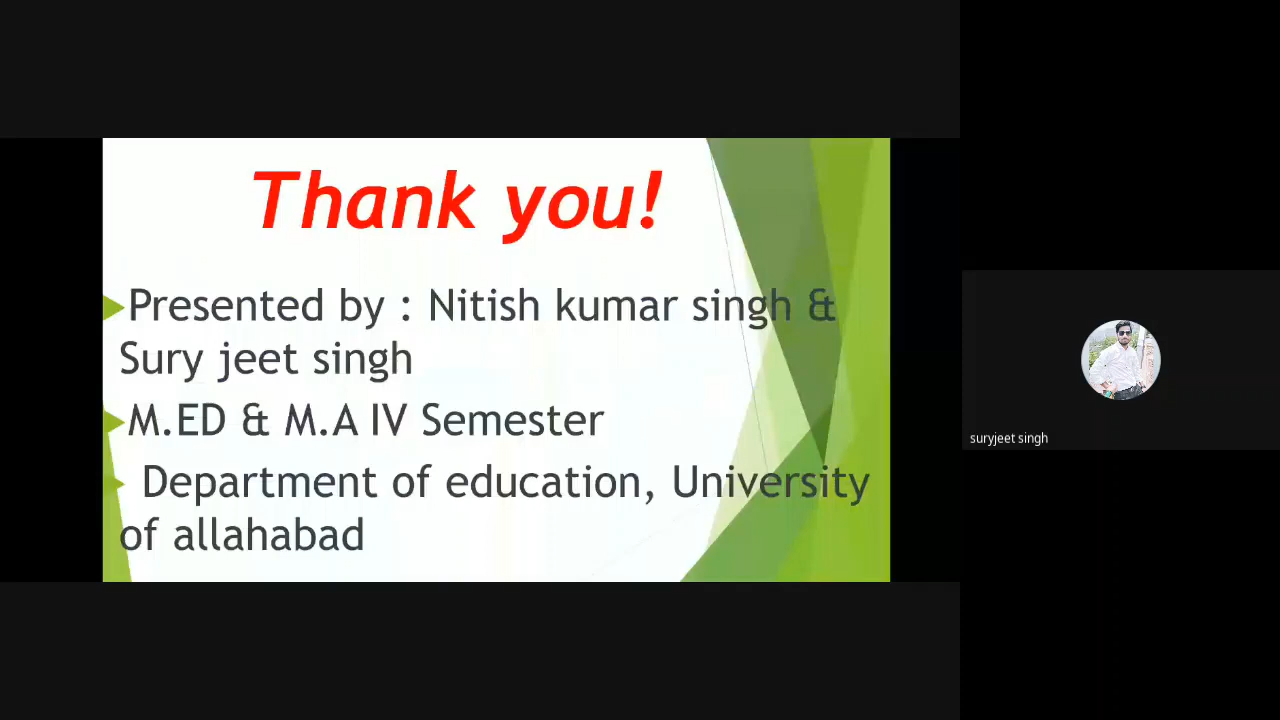 Thank you!
Presented by : Nitish kumar singh &
Sury jeet singh
M.ED & M.A IV Semester
Department of education, University
of allahabad
suryjeet singh